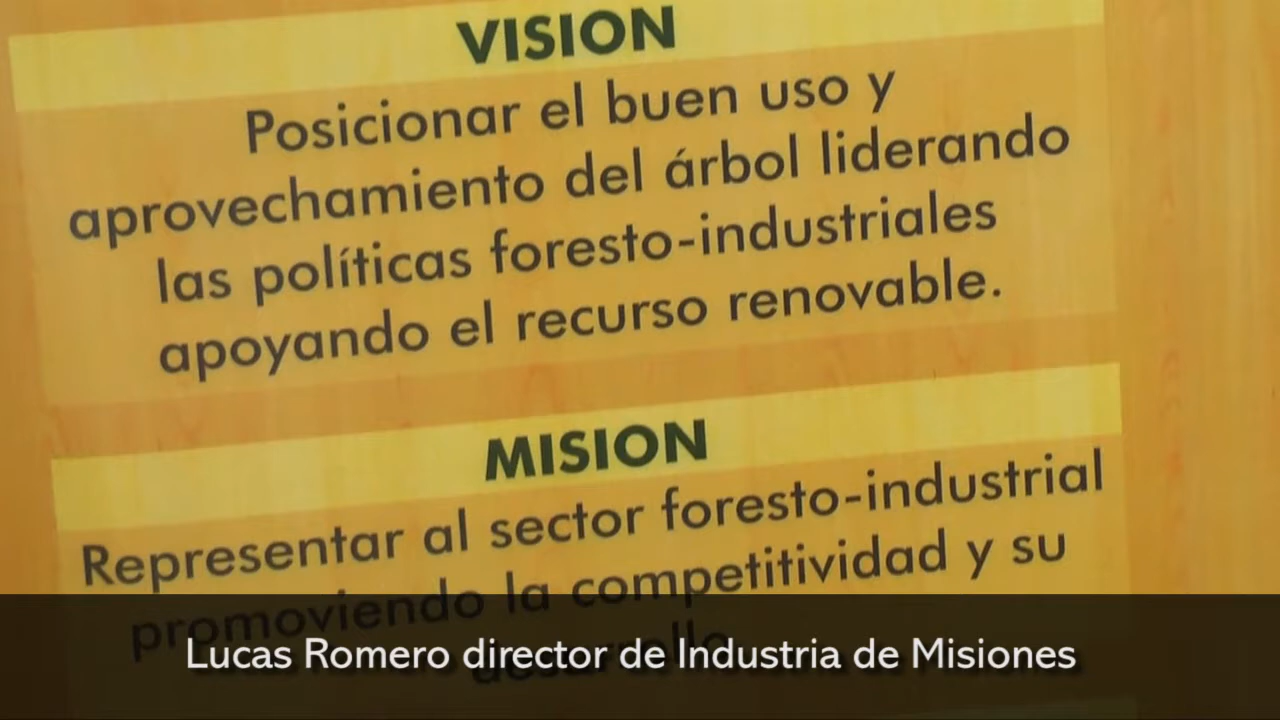 VISION
Posicionar el buen uso y
aprovechamiento del árbol liderando
las políticas foresto-industriales
apoyando el recurso renovable.
MISION
Representar al sector foresto-industrial
promoviendo la competitividad y su
desarrollo
Lucas Romero director de Industria de Misiones